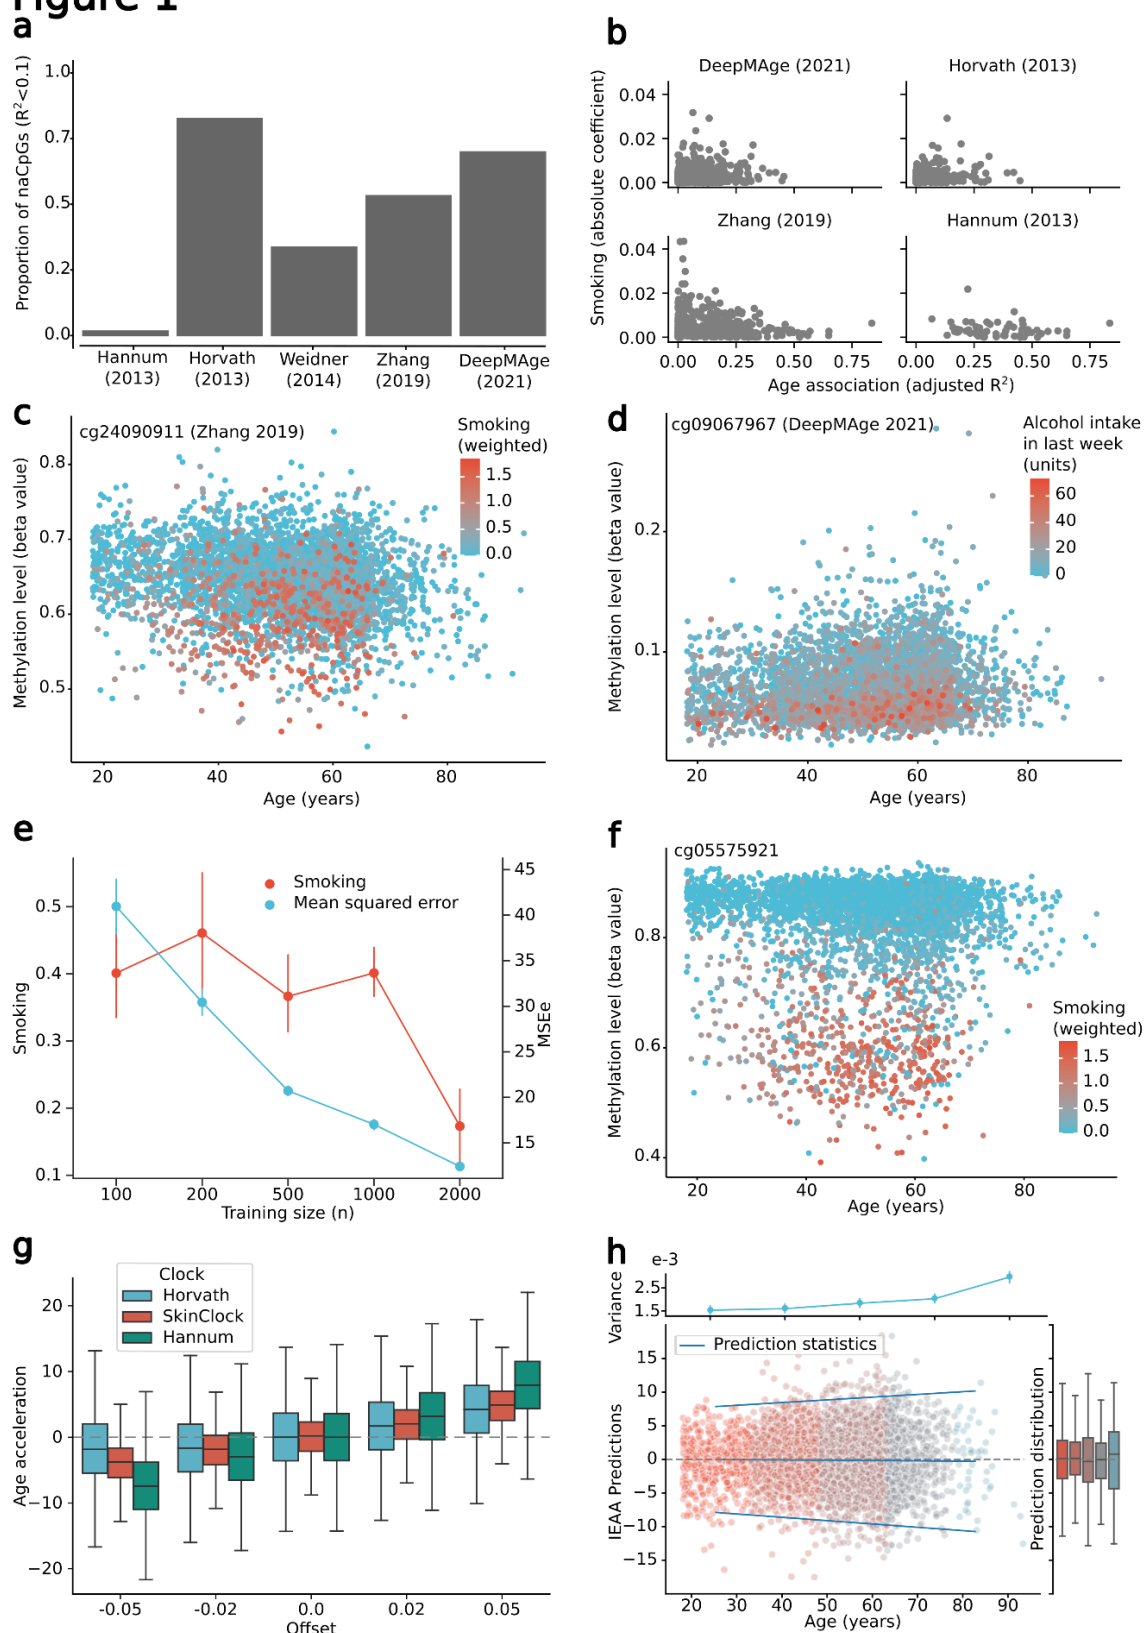 Figure 1
a
Proportion of naCpGs (R²<0.1)
1.0
0.7
0.5
0.2
0.0
Hannum
(2013)
Horvath
(2013)
Weidner
(2014)
Zhang
(2019)
DeepMAge
(2021)
b
Smoking (absolute coefficient)
DeepMAge (2021)
Horvath (2013)
0.04
0.02
0.00
Zhang (2019)
Hannum (2013)
0.04
0.02
0.00
0.00 0.25 0.50 0.75
0.00 0.25 0.50 0.75
Age association (adjusted R²)
c
cg24090911 (Zhang 2019)
Smoking
(weighted)
1.5
1.0
0.5
0.0
Methylation level (beta value)
0.8
0.7
0.6
0.5
20 40 60 80
Age (years)
d
cg09067967 (DeepMAge 2021)
Alcohol intake
in last week
(units)
60
40
20
0
Methylation level (beta value)
0.2
0.1
20 40 60 80
Age (years)
e
Smoking
Mean squared error
Smoking
0.5
0.4
0.3
0.2
0.1
45
40
35
30
25
20
15
MSEe
100 200 500 1000 2000
Training size (n)
f
cg05575921
Methylation level (beta value)
0.8
0.6
0.4
Smoking
(weighted)
1.5
1.0
0.5
0.0
20 40 60 80
Age (years)
g
Clock
Horvath
SkinClock
Hannum
Age acceleration
20
10
0
−10
−20
-0.05 -0.02 0.0 0.02 0.05
Offset
h
e-3
Variance
2.5
1.5
Prediction statistics
IEAA Predictions
15
10
5
0
−5
−10
−15
20 30 40 50 60 70 80 90
Age (years)
Prediction distribution